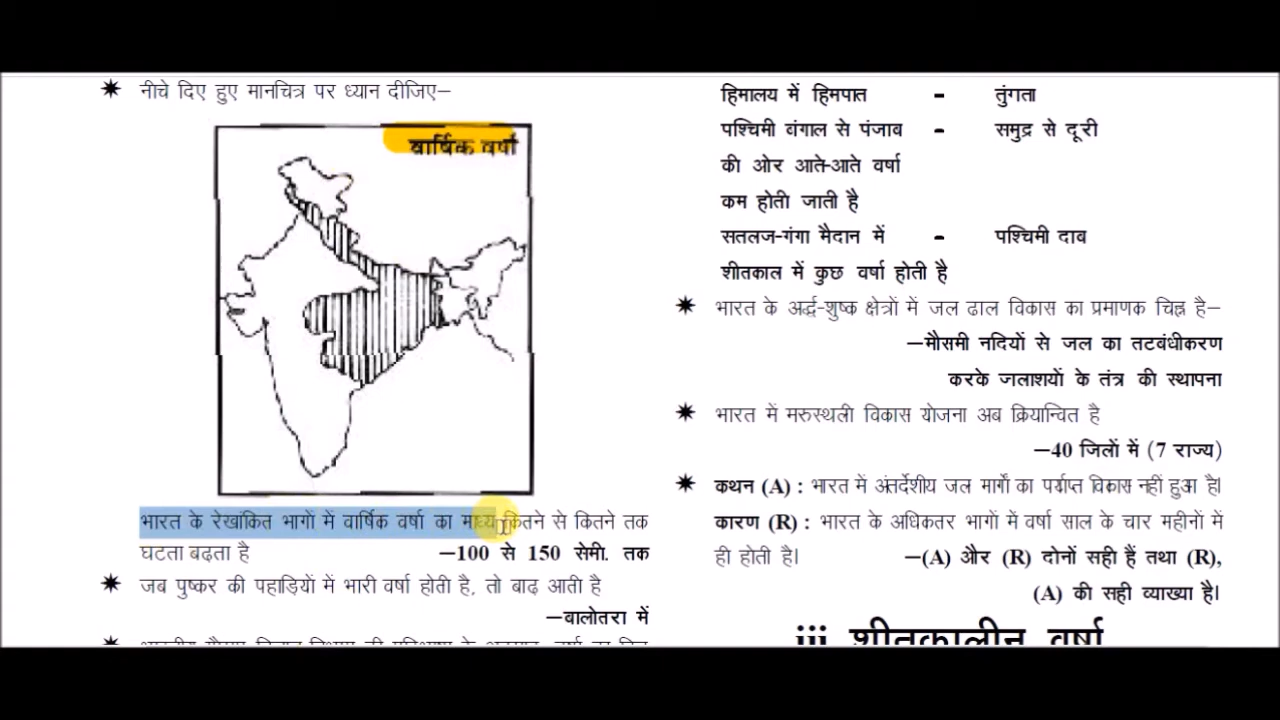 ✷ नीचे दिए हुए मानचित्र पर ध्यान दीजिए–
वार्षिक वर्षा
भारत के रेखांकित भागों में वार्षिक वर्षा का माध्य कितने से कितने तक
घटता बढ़ता है –100 से 150 सेमी. तक
✷ जब पुष्कर की पहाड़ियों में भारी वर्षा होती है, तो बाढ़ आती है
–बालोतरा में
हिमालय में हिमपात - तुंगता
पश्चिमी बंगाल से पंजाब - समुद्र से दूरी
की ओर आते-आते वर्षा
कम होती जाती है
सतलज-गंगा मैदान में - पश्चिमी दाब
शीतकाल में कुछ वर्षा होती है
✷ भारत के अर्द्ध-शुष्क क्षेत्रों में जल ढाल विकास का प्रमाणक चिह्न है–
–मौसमी नदियों से जल का तटबंधीकरण
करके जलाशयों के तंत्र की स्थापना
✷ भारत में मरुस्थली विकास योजना अब क्रियान्वित है
–40 जिलों में (7 राज्य)
✷ कथन (A) : भारत में अंतर्देशीय जल मार्गों का पर्याप्त विकास नहीं हुआ है।
कारण (R) : भारत के अधिकतर भागों में वर्षा साल के चार महीनों में
ही होती है। –(A) और (R) दोनों सही हैं तथा (R),
(A) की सही व्याख्या है।
iii शीतकालीन वर्षा